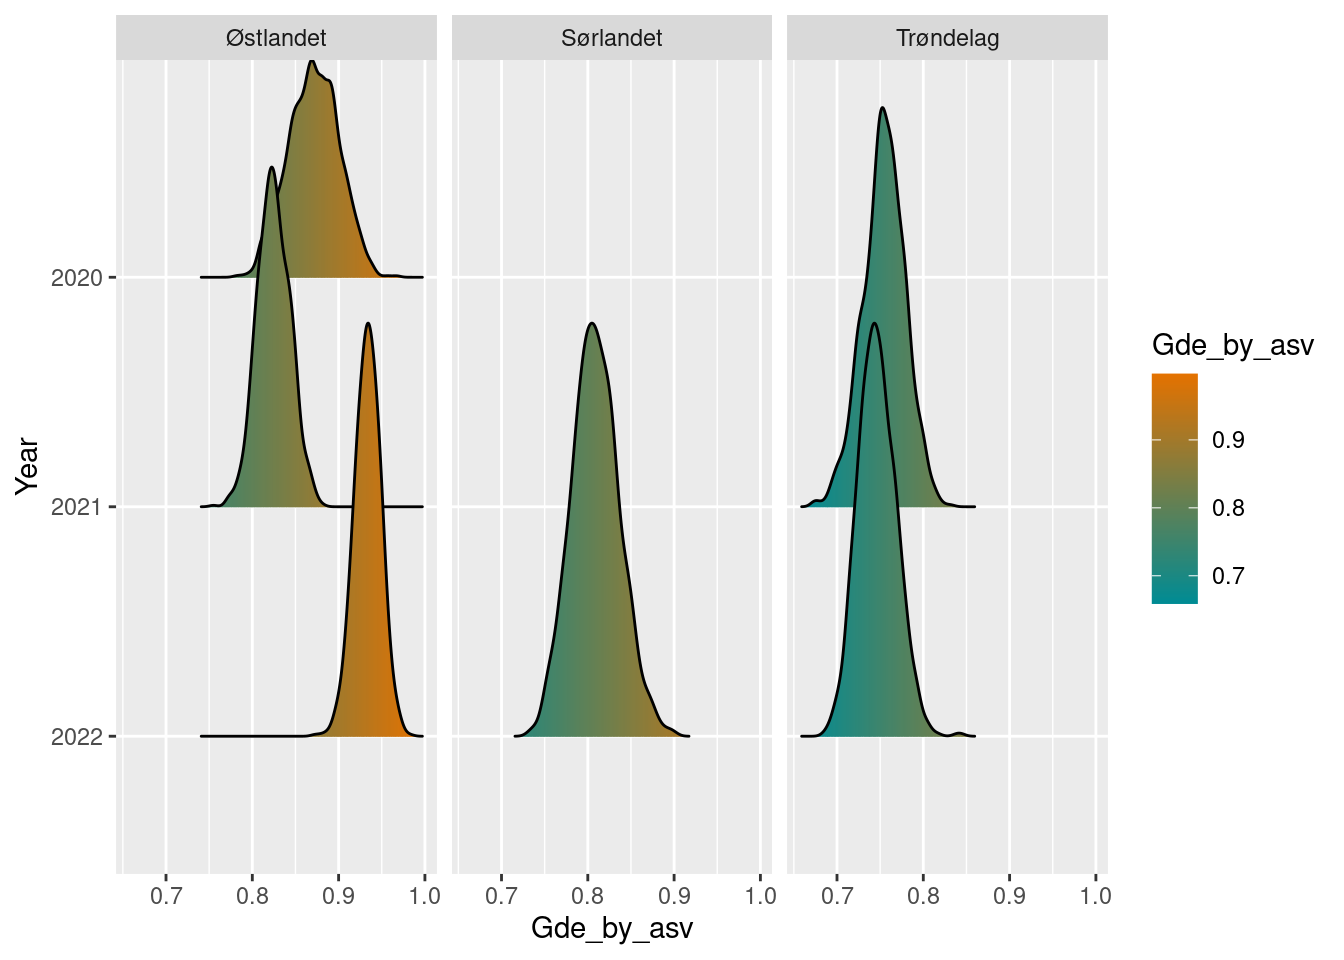 Østlandet
Sørlandet
Trøndelag
Year
2020
2021
2022
0.7 0.8 0.9 1.0
0.7 0.8 0.9 1.0
0.7 0.8 0.9 1.0
Gde_by_asv
Gde_by_asv
0.9
0.8
0.7